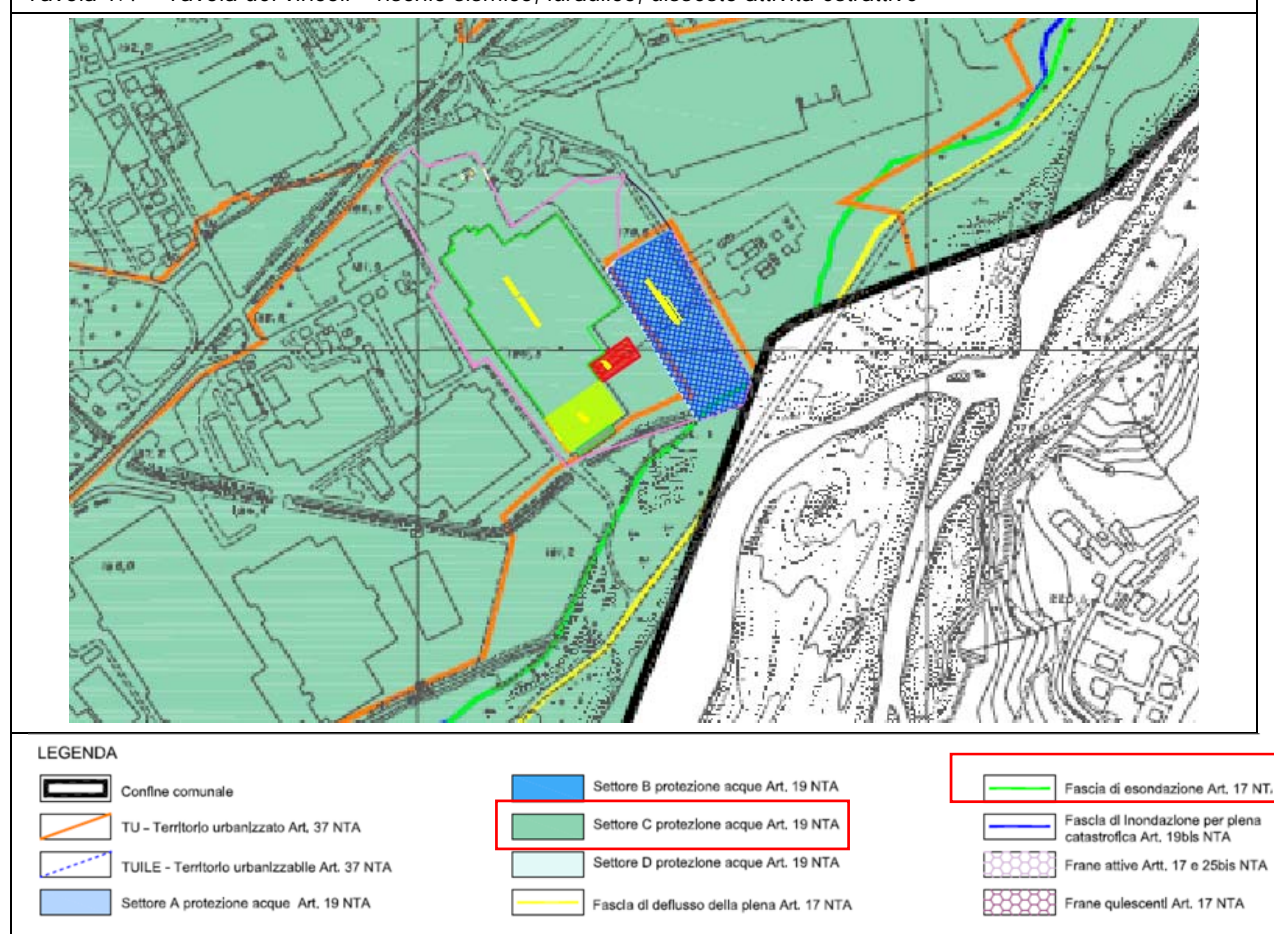 LEGENDA
Confine comunale
TU – Territorio urbanizzato Art. 37 NTA
TUILE - Territorio urbanizzabile Art. 37 NTA
Settore A protezione acque Art. 19 NTA
Settore B protezione acque Art. 19 NTA
Settore C protezione acque Art. 19 NTA
Settore D protezione acque Art. 19 NTA
Fascia di deflusso della piena Art. 17 NTA
Fascia di esondazione Art. 17 NT
Fascia di Inondazione per piena
catastrofica Art. 19bis NTA
Frane attive Artt. 17 e 25bis NTA
Frane quiescenti Art. 17 NTA